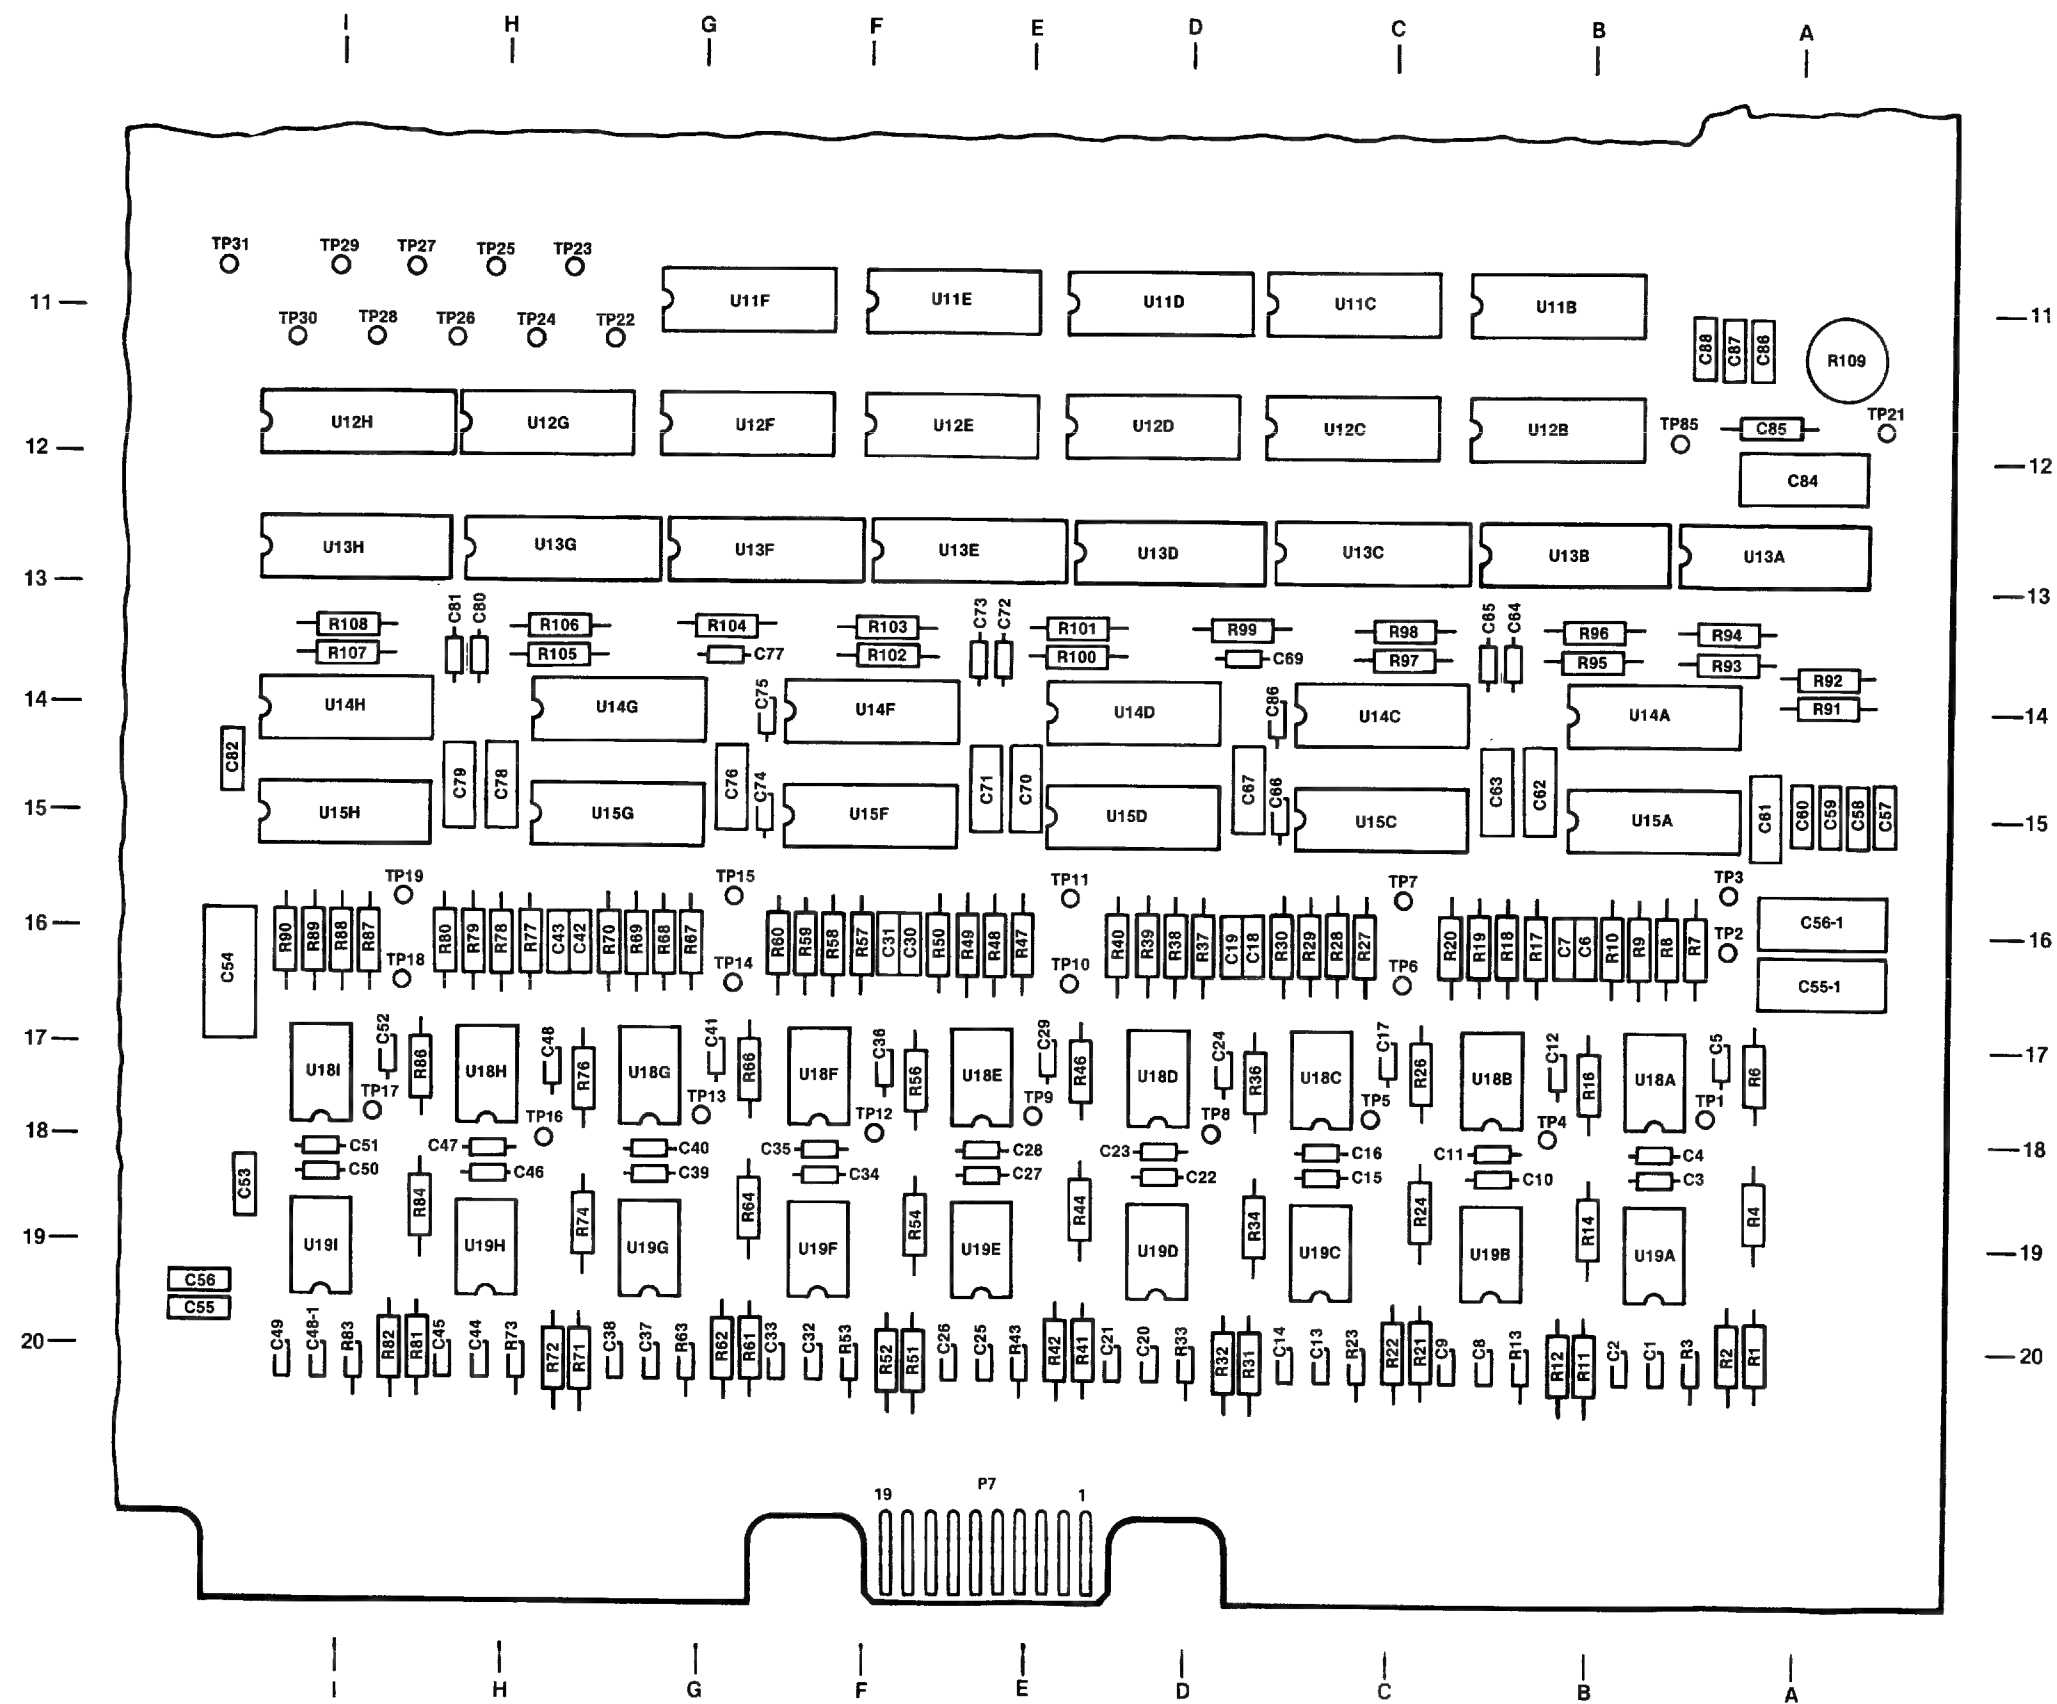 I H G F E D C B A
TP31 TP29 TP27 TP25 TP23
U11F U11E U11D U11C U11B
11 11
TP30 TP28 TP26 TP24 TP22
C88 C87 C86 R109
U12H U12G U12F U12E U12D U12C U12B TP85 C85 TP21
12 12
C84
U13H U13G U13F U13E U13D U13C U13B U13A
13 13
C81 C80 C73 C72 C65 C64
R108 R106 R104 R103 R101 R99 R98 R96 R94
R107 R105 C77 R102 R100 C69 R97 R95 R93
R92
C75 C86
14 U14H U14G U14F U14D U14C U14A R91 14
C82 C79 C78 C76 C74 C71 C70 C67 C66 C63 C62 C61 C60 C59 C58 C57
15 U15H U15G U15F U15D U15C U15A 15
TP19 TP15 TP11 TP7 TP3
16 16
R90 R89 R88 R87 R80 R79 R78 R77 C43 C42 R70 R69 R68 R67 R60 R59 R58 R57 C31 C30 R50 R49 R48 R47 R40 R39 R38 R37 C19 C18 R30 R29 R28 R27 R20 R19 R18 R17 C7 C6 R10 R9 R8 R7 C56-1
C54 TP18 TP14 TP10 TP6 TP2
C55-1
17 17
C52 C48 C41 C36 C29 C24 C17 C12 C5
U18I R86 U18H R76 U18G R66 U18F R56 U18E R46 U18D R36 U18C R26 U18B R16 U18A R6
TP17 TP16 TP13 TP12 TP9 TP8 TP5 TP4 TP1
18 18
C51 C47 C40 C35 C28 C23 C16 C11 C4
C50 C46 C39 C34 C27 C22 C15 C10 C3
C53 R84 R74 R64 R54 R44 R34 R24 R14 R4
19 U19I U19H U19G U19F U19E U19D U19C U19B U19A 19
C56
C55
20 20
C49 C48-1 R83 R82 R81 C45 C44 R73 R72 R71 C38 C37 R63 R62 R61 C33 C32 R53 R52 R51 C26 C25 R43 R42 R41 C21 C20 R33 R32 R31 C14 C13 R23 R22 R21 C9 C8 R13 R12 R11 C2 C1 R3 R2 R1
19 P7 1
I H G F E D C B A